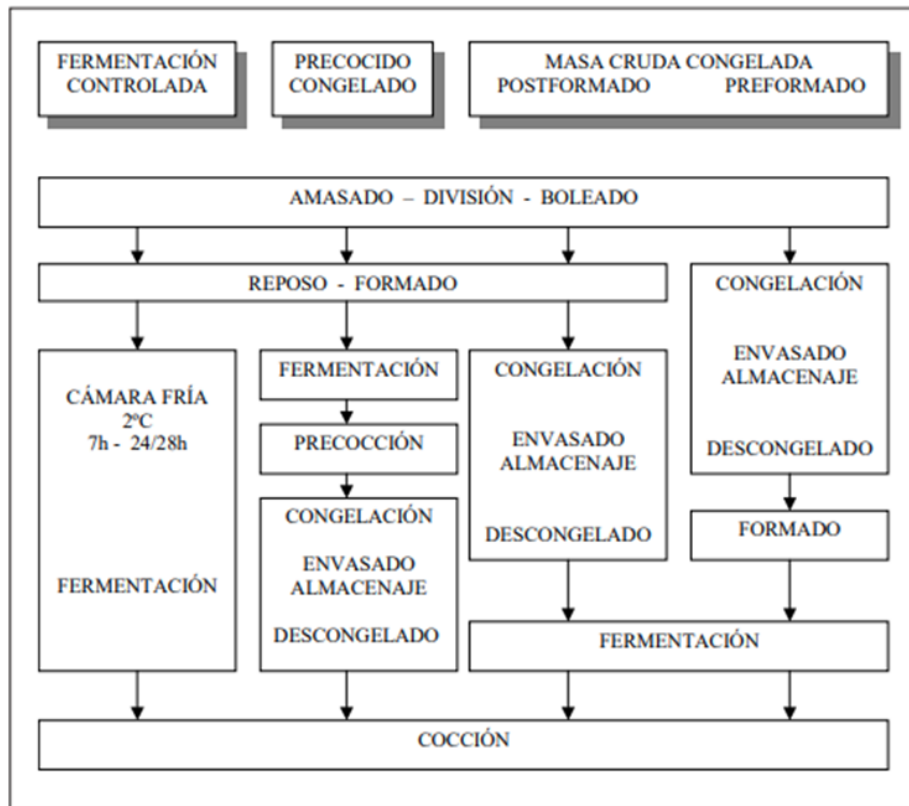 FERMENTACIÓN
CONTROLADA
PRECOCIDO
CONGELADO
MASA CRUDA CONGELADA
POSTFORMADO PREFORMADO
AMASADO – DIVISIÓN - BOLEADO
REPOSO - FORMADO
CÁMARA FRÍA
2ºC
7h - 24/28h
FERMENTACIÓN
FERMENTACIÓN
PRECOCCIÓN
CONGELACIÓN
ENVASADO
ALMACENAJE
DESCONGELADO
CONGELACIÓN
ENVASADO
ALMACENAJE
DESCONGELADO
CONGELACIÓN
ENVASADO
ALMACENAJE
DESCONGELADO
FORMADO
FERMENTACIÓN
COCCIÓN